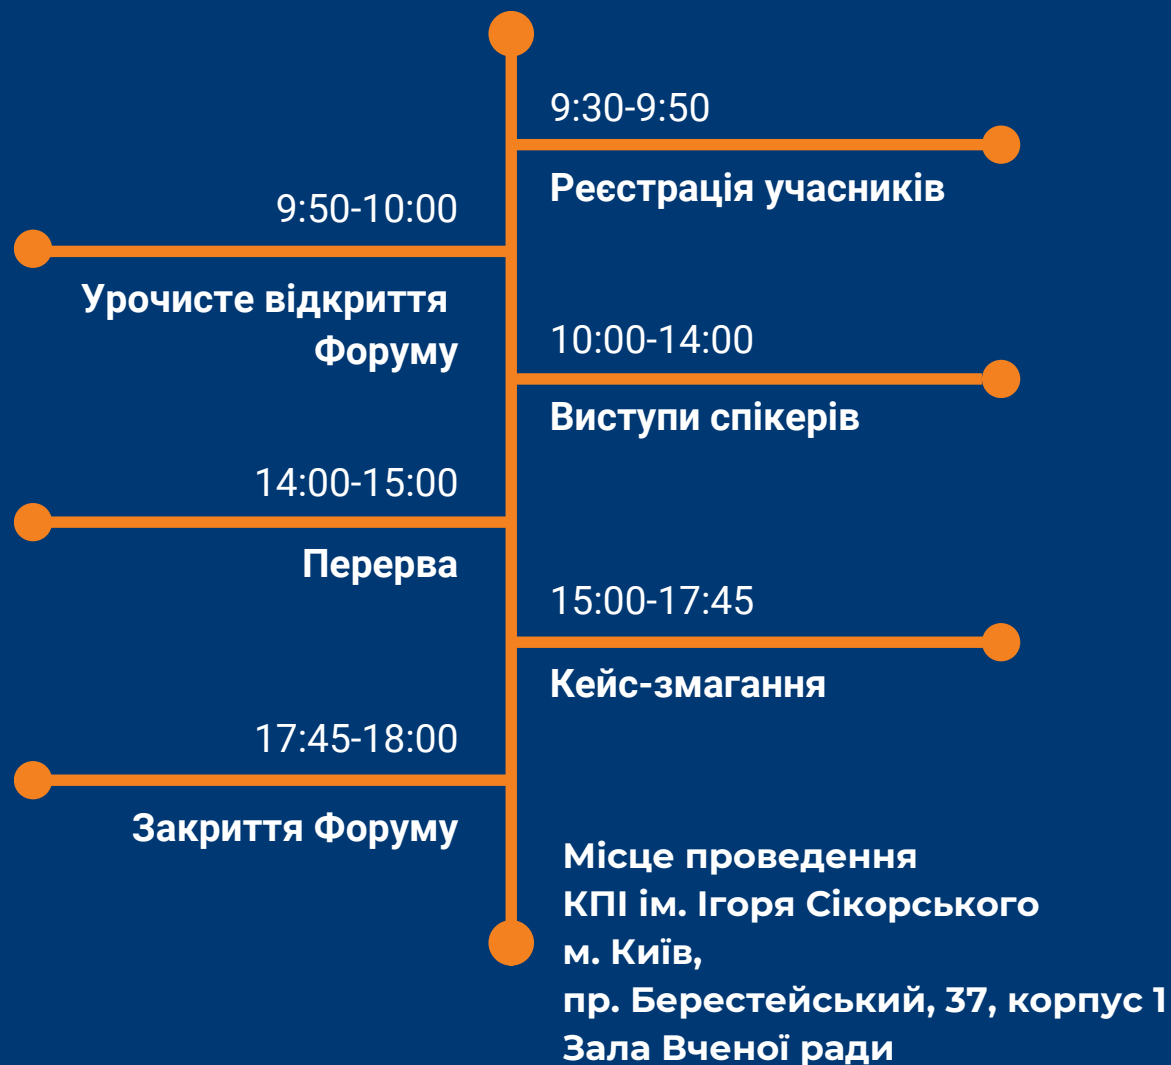 9:30-9:50
Реєстрація учасників
9:50-10:00
Урочисте відкриття
Форуму
10:00-14:00
Виступи спікерів
14:00-15:00
Перерва
15:00-17:45
Кейс-змагання
17:45-18:00
Закриття Форуму
Місце проведення
КПІ ім. Ігоря Сікорського
м. Київ,
пр. Берестейський, 37, корпус 1
Зала Вченої ради